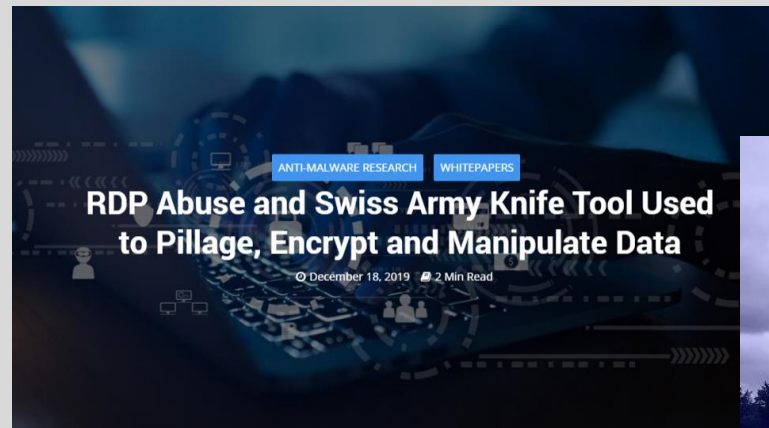 ANTI-MALWARE RESEARCH WHITEPAPERS
RDP Abuse and Swiss Army Knife Tool Used
to Pillage, Encrypt and Manipulate Data
December 18, 2019 2 Min Read